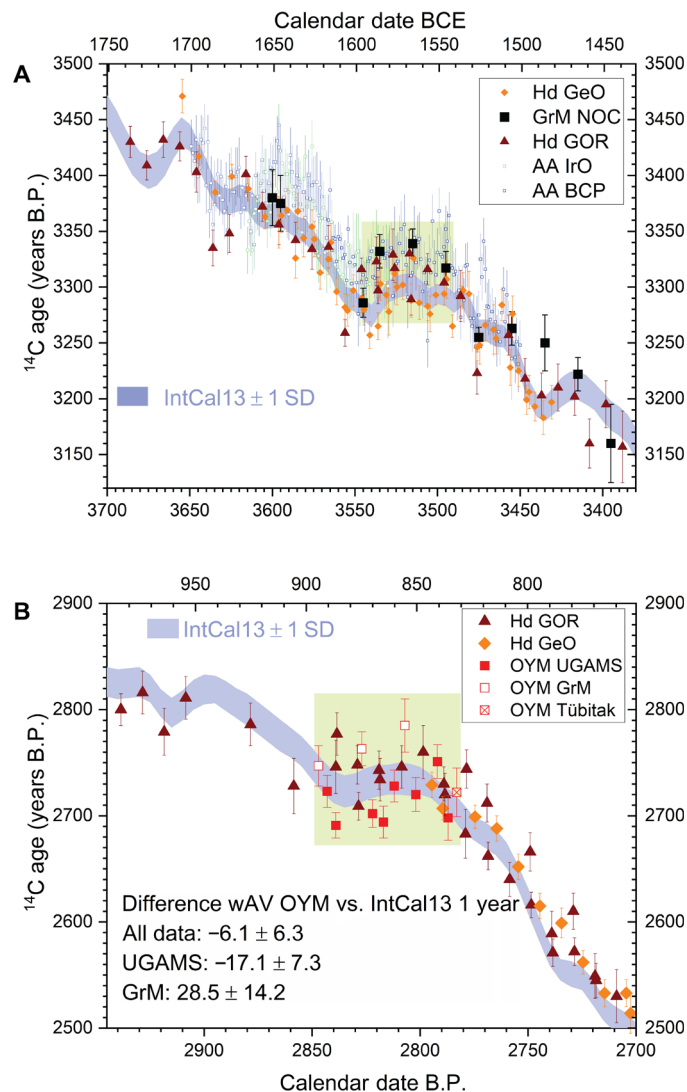 Calendar date BCE
1750 1700 1650 1600 1550 1500 1450
A
3500 3500
3450 3450
3400 3400
3350 3350
3300 3300
3250 3250
3200 3200
3150 3150
¹⁴C age (years B.P.)
Hd GeO
GrM NOC
Hd GOR
AA IrO
AA BCP
IntCal13 ± 1 SD
3700 3650 3600 3550 3500 3450 3400
950 900 850 800 750
B
2900 2900
2800 2800
2700 2700
2600 2600
2500 2500
¹⁴C age (years B.P.)
IntCal13 ± 1 SD
Hd GOR
Hd GeO
OYM UGAMS
OYM GrM
OYM Tübitak
Difference wAV OYM vs. IntCal13 1 year
All data: −6.1 ± 6.3
UGAMS: −17.1 ± 7.3
GrM: 28.5 ± 14.2
2900 2850 2800 2750 2700
Calendar date B.P.